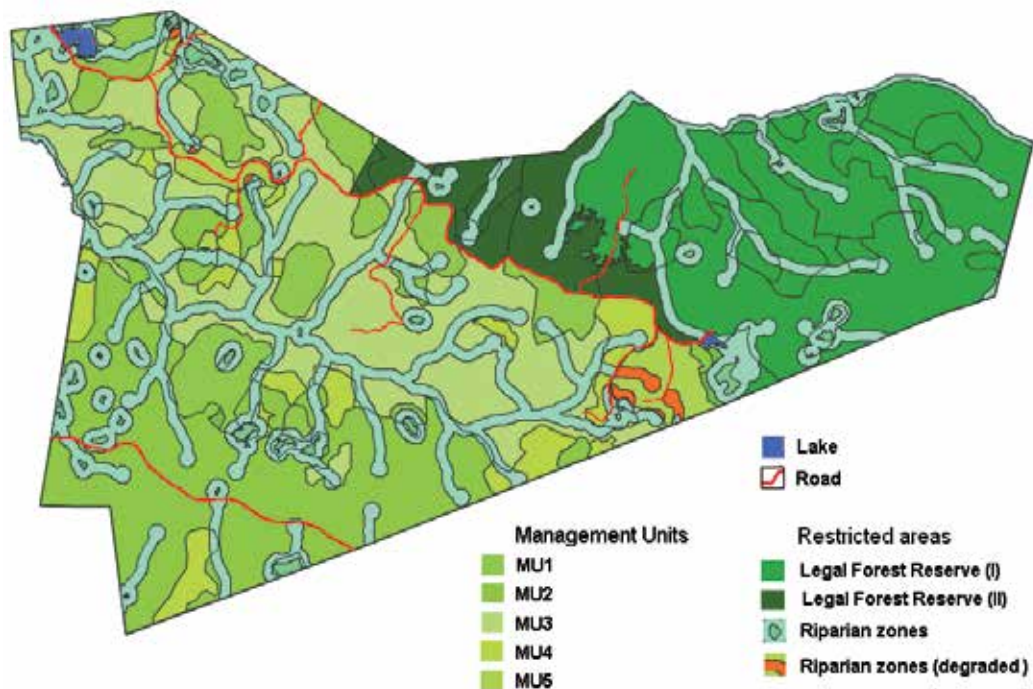 Lake
Road
Management Units
MU1
MU2
MU3
MU4
MU5
Restricted areas
Legal Forest Reserve (I)
Legal Forest Reserve (II)
Riparian zones
Riparian zones (degraded)